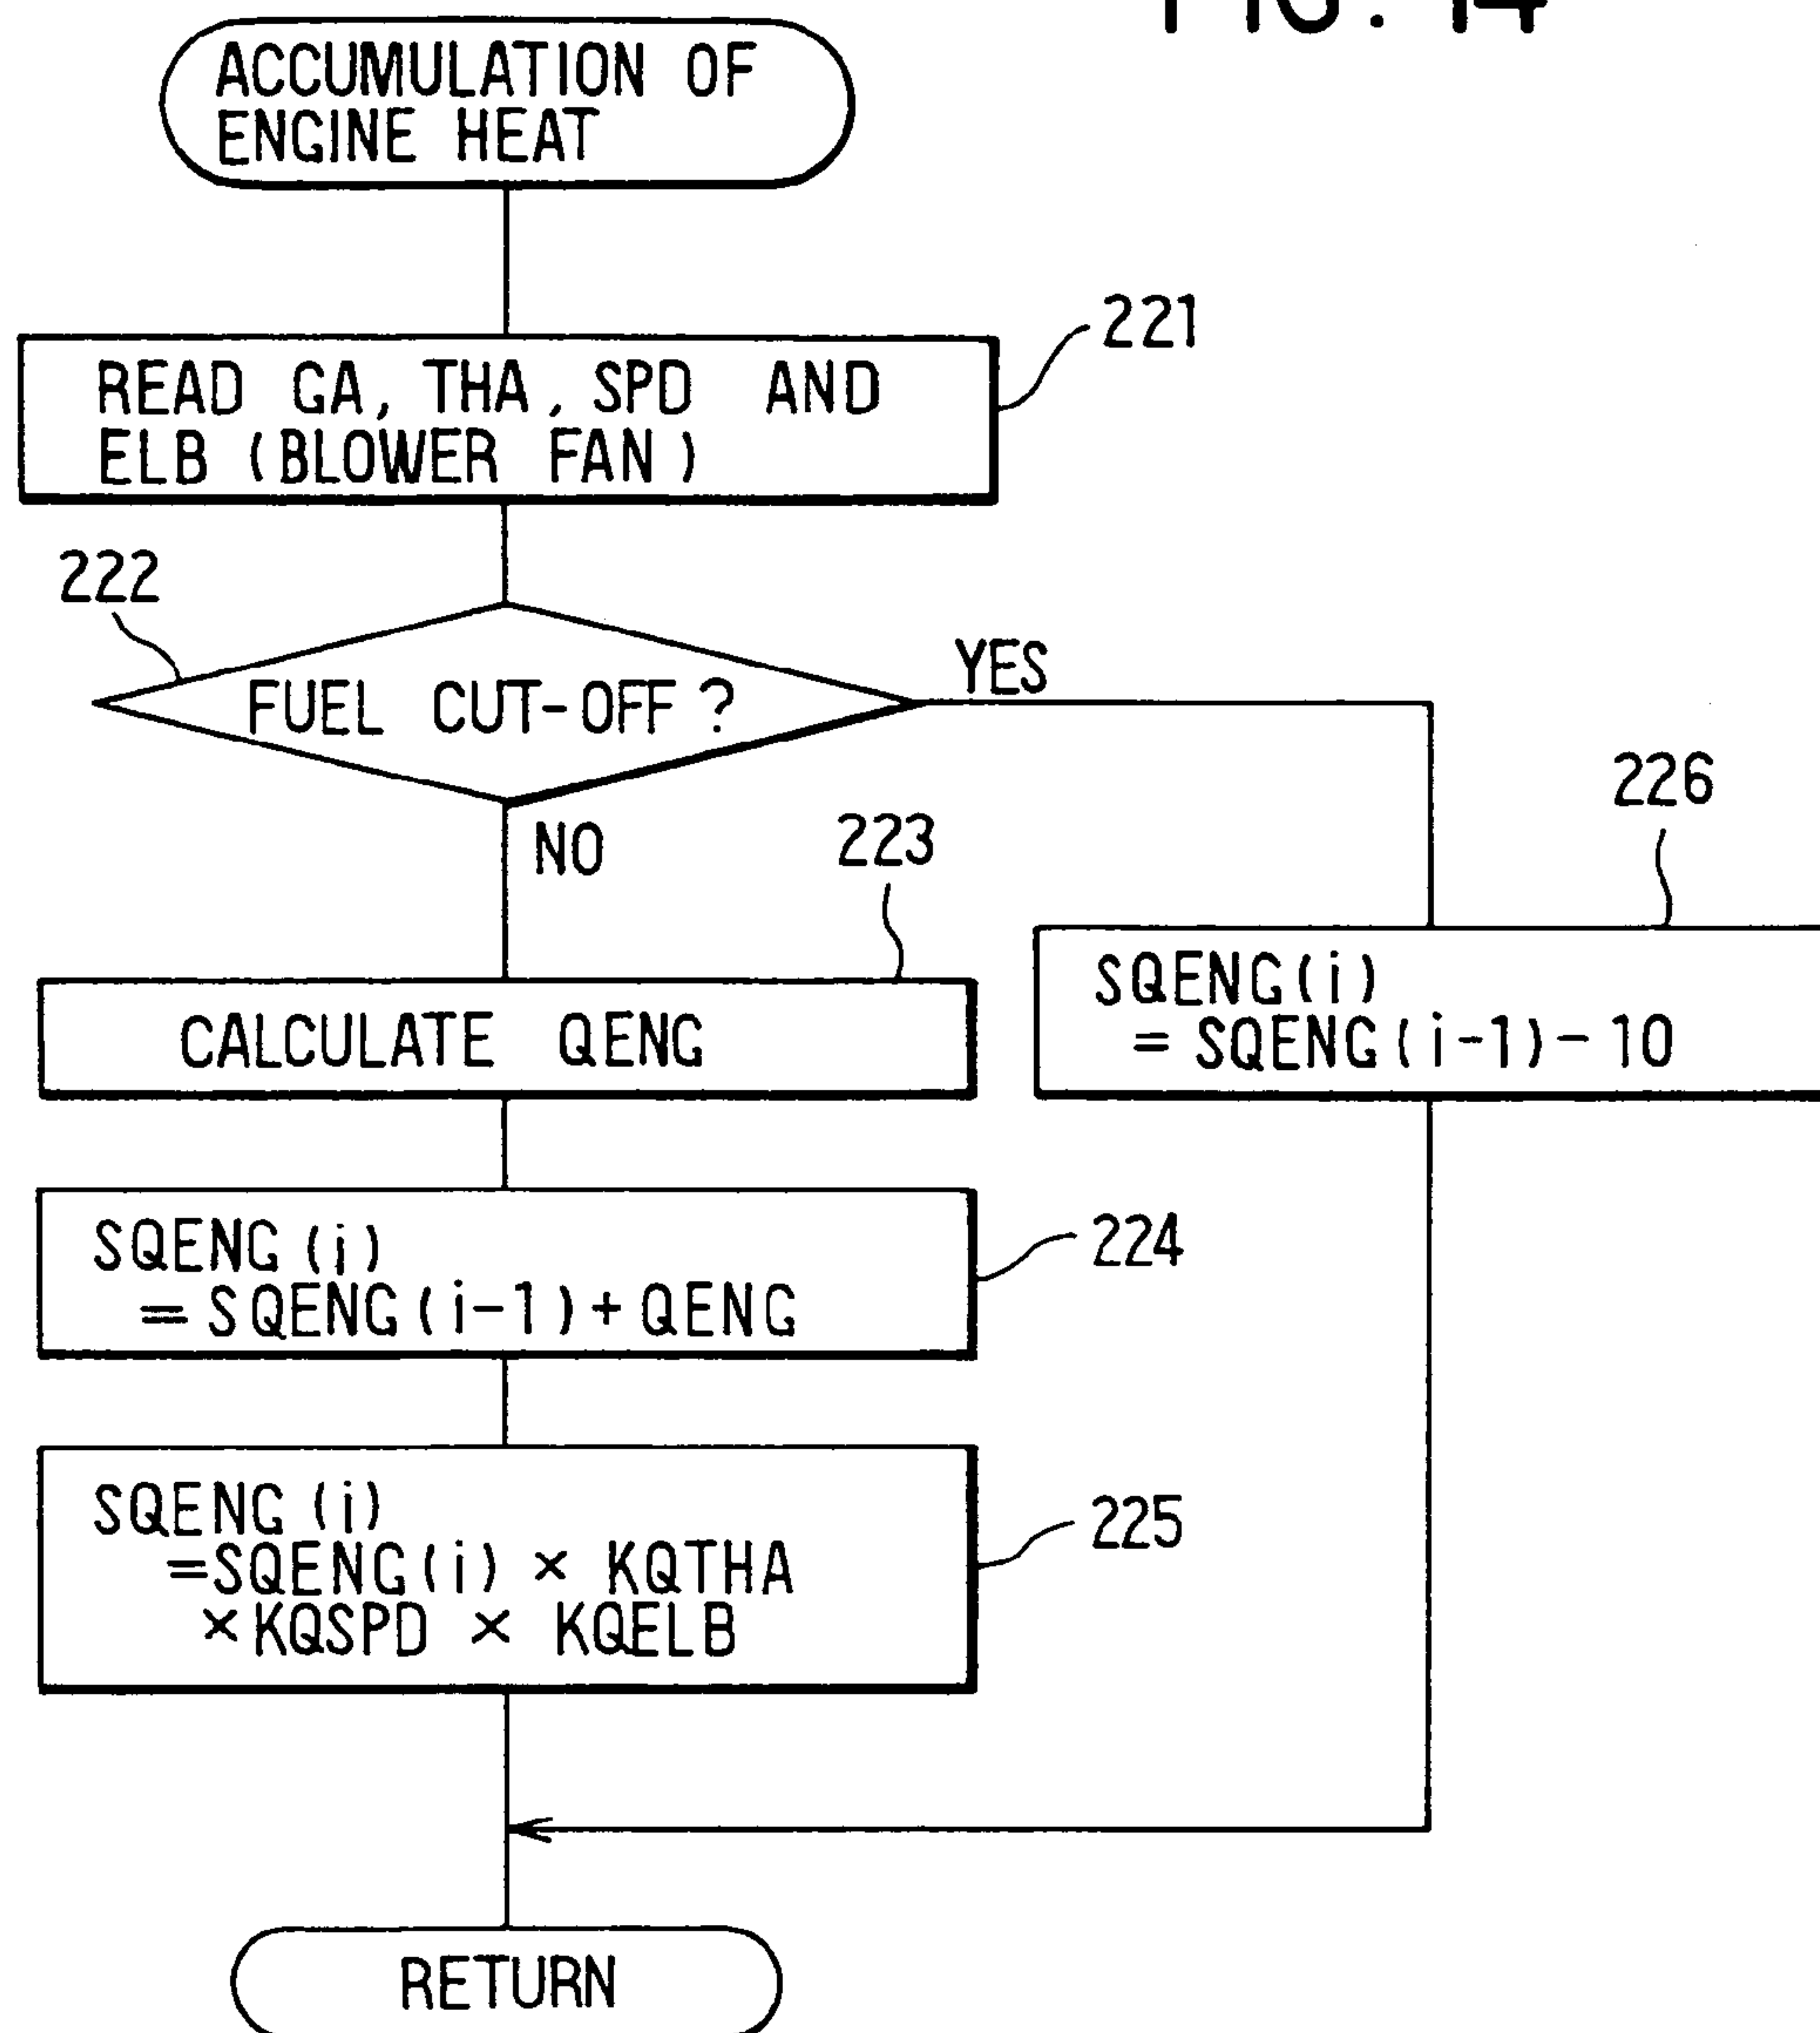 FIG. 14
ACCUMULATION OF
ENGINE HEAT
221
READ GA, THA, SPD AND
ELB (BLOWER FAN)
222
FUEL CUT-OFF ?
YES
NO
223
226
CALCULATE QENG
SQENG(i)
= SQENG(i-1) - 10
SQENG (i)
= SQENG(i-1) + QENG
224
SQENG (i)
=SQENG(i) × KQTHA
×KQSPD × KQELB
225
RETURN